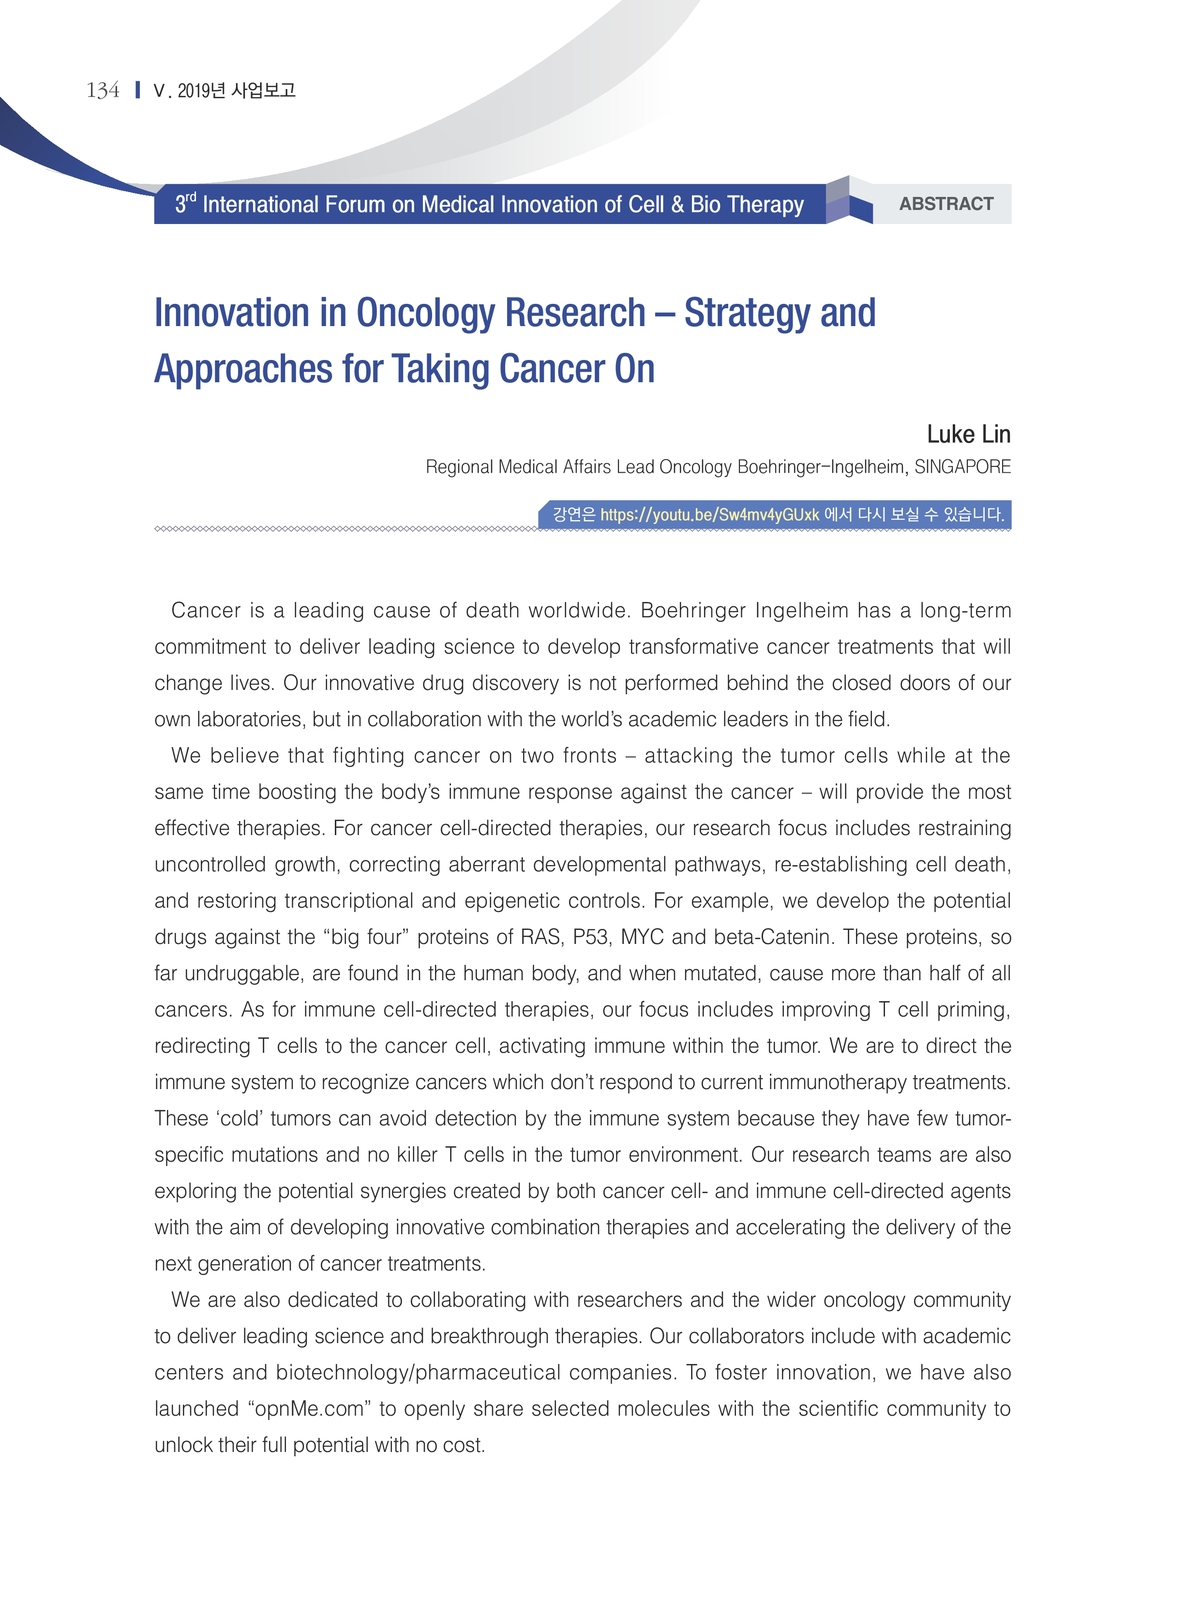 134 V. 2019년 사업보고
3rd International Forum on Medical Innovation of Cell & Bio Therapy ABSTRACT
Innovation in Oncology Research – Strategy and
Approaches for Taking Cancer On
Luke Lin
Regional Medical Affairs Lead Oncology Boehringer-Ingelheim, SINGAPORE
강연은 https://youtu.be/Sw4mv4yGUxk 에서 다시 보실 수 있습니다.
Cancer is a leading cause of death worldwide. Boehringer Ingelheim has a long-term
commitment to deliver leading science to develop transformative cancer treatments that will
change lives. Our innovative drug discovery is not performed behind the closed doors of our
own laboratories, but in collaboration with the world’s academic leaders in the field.
We believe that fighting cancer on two fronts – attacking the tumor cells while at the
same time boosting the body’s immune response against the cancer – will provide the most
effective therapies. For cancer cell-directed therapies, our research focus includes restraining
uncontrolled growth, correcting aberrant developmental pathways, re-establishing cell death,
and restoring transcriptional and epigenetic controls. For example, we develop the potential
drugs against the “big four” proteins of RAS, P53, MYC and beta-Catenin. These proteins, so
far undruggable, are found in the human body, and when mutated, cause more than half of all
cancers. As for immune cell-directed therapies, our focus includes improving T cell priming,
redirecting T cells to the cancer cell, activating immune within the tumor. We are to direct the
immune system to recognize cancers which don’t respond to current immunotherapy treatments.
These ‘cold’ tumors can avoid detection by the immune system because they have few tumor-
specific mutations and no killer T cells in the tumor environment. Our research teams are also
exploring the potential synergies created by both cancer cell- and immune cell-directed agents
with the aim of developing innovative combination therapies and accelerating the delivery of the
next generation of cancer treatments.
We are also dedicated to collaborating with researchers and the wider oncology community
to deliver leading science and breakthrough therapies. Our collaborators include with academic
centers and biotechnology/pharmaceutical companies. To foster innovation, we have also
launched “opnMe.com” to openly share selected molecules with the scientific community to
unlock their full potential with no cost.